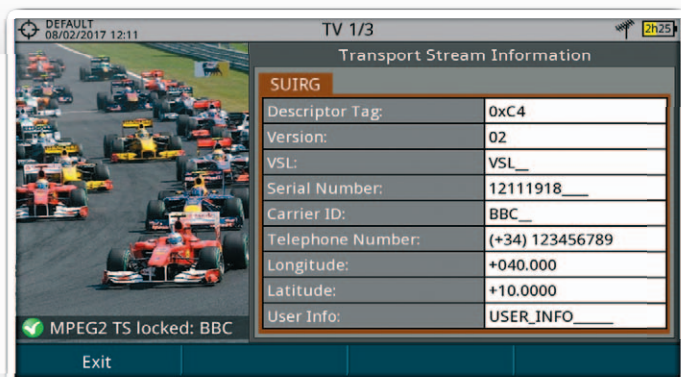 DEFAULT
08/02/2017 12:11
TV 1/3
2h25
Transport Stream Information
SUIRG
Descriptor Tag: 0xC4
Version: 02
VSL: VSL__
Serial Number: 12111918___
Carrier ID: BBC__
Telephone Number: (+34) 123456789
Longitude: +040.000
Latitude: +10.0000
User Info: USER_INFO_____
MPEG2 TS locked: BBC
Exit